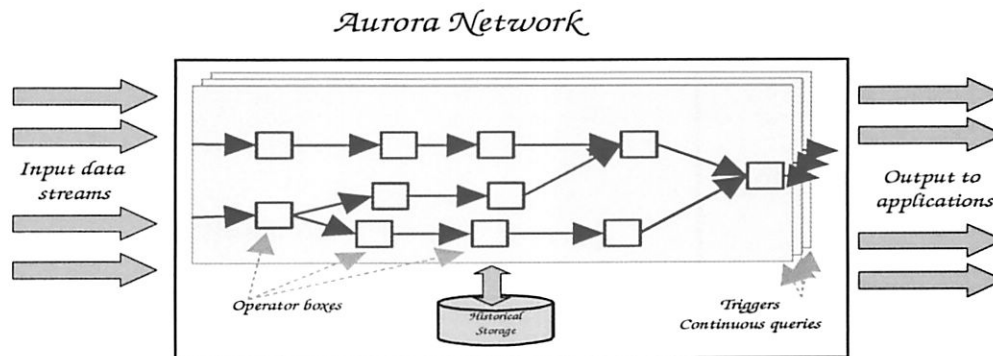 Aurora Network
Input data
streams
Output to
applications
Operator boxes
Historical
Storage
Triggers
Continuous queries